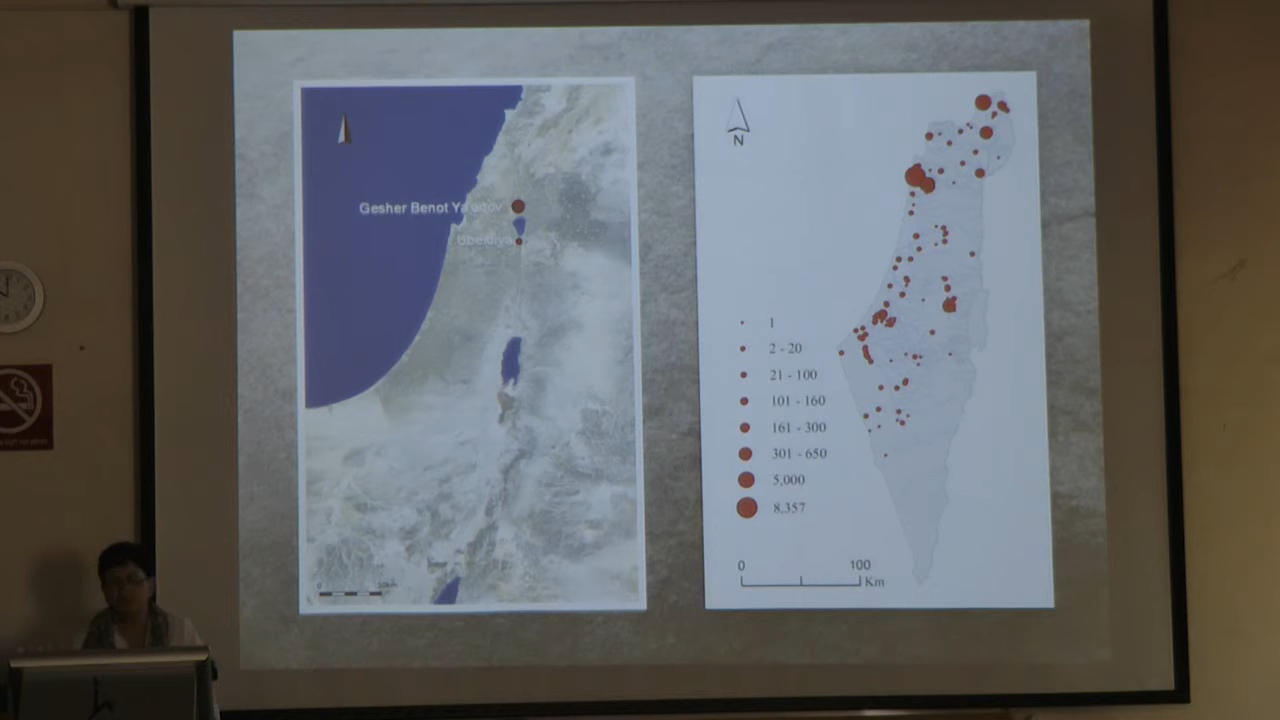 Gesher Benot Ya'aqov
Ubeidiya
N
1
2 - 20
21 - 100
101 - 160
161 - 300
301 - 650
5,000
8,357
0
100
Km
0